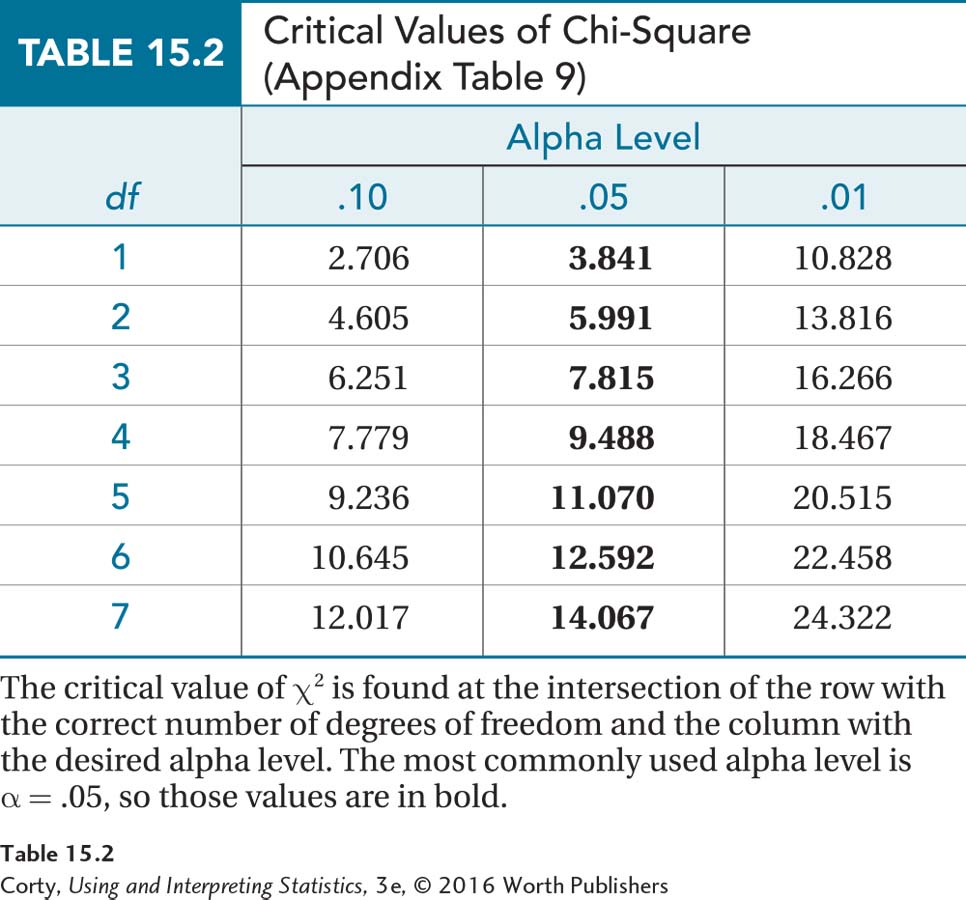 TABLE 15.2
Critical Values of Chi-Square
(Appendix Table 9)
Alpha Level
df .10 .05 .01
1 2.706 3.841 10.828
2 4.605 5.991 13.816
3 6.251 7.815 16.266
4 7.779 9.488 18.467
5 9.236 11.070 20.515
6 10.645 12.592 22.458
7 12.017 14.067 24.322
The critical value of χ² is found at the intersection of the row with
the correct number of degrees of freedom and the column with
the desired alpha level. The most commonly used alpha level is
α = .05, so those values are in bold.
Table 15.2
Corty, Using and Interpreting Statistics, 3e, © 2016 Worth Publishers